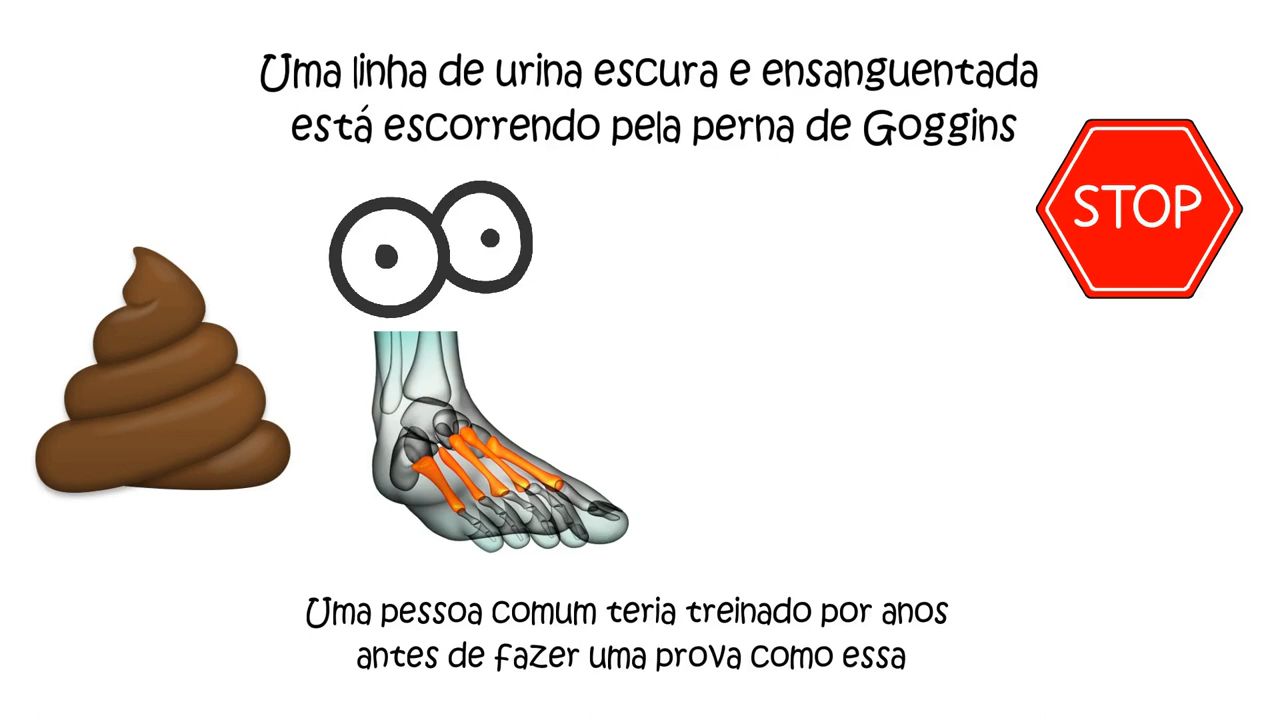 Uma linha de urina escura e ensanguentada
está escorrendo pela perna de Goggins
STOP
Uma pessoa comum teria treinado por anos
antes de fazer uma prova como essa